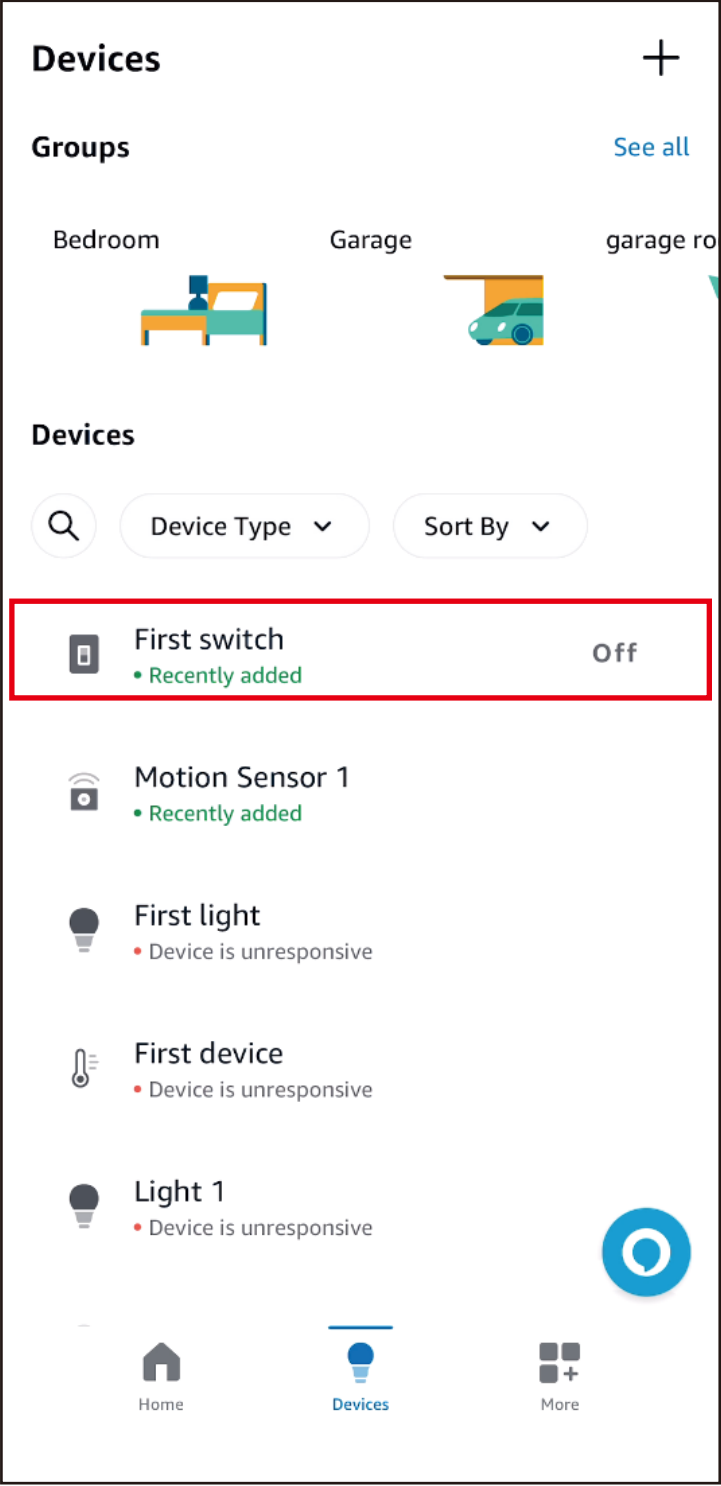 Devices
Groups
See all
Bedroom
Garage
garage ro
Devices
Device Type
Sort By
First switch
Off
• Recently added
Motion Sensor 1
• Recently added
First light
• Device is unresponsive
First device
• Device is unresponsive
Light 1
• Device is unresponsive
Home
Devices
More